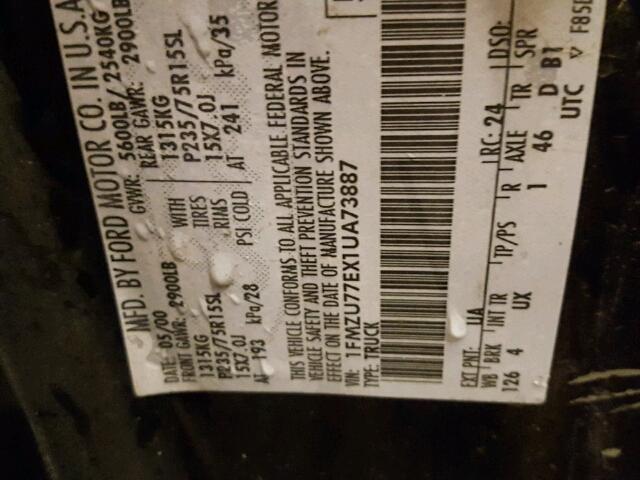 MFD. BY FORD MOTOR CO. IN U.S.A.
DATE: 05/00 GVWR: 5600LB/2540KG
FRONT GAWR: 2900LB REAR GAWR: 2900LB
1315KG WITH 1315KG
P235/75R15SL TIRES P235/75R15SL
15X7.0J RIMS 15X7.0J
AT 193 kPa/28 PSI COLD AT 241 kPa/35
THIS VEHICLE CONFORMS TO ALL APPLICABLE FEDERAL MOTOR
VEHICLE SAFETY AND THEFT PREVENTION STANDARDS IN
EFFECT ON THE DATE OF MANUFACTURE SHOWN ABOVE.
VIN: 1FMZU77EX1UA73887
TYPE: TRUCK
EXT PNT: UA RC: 24 DSO:
WB BRK INT TR TP/PS R AXLE TR SPR
126 4 UX 1 46 D B1
UTC F85